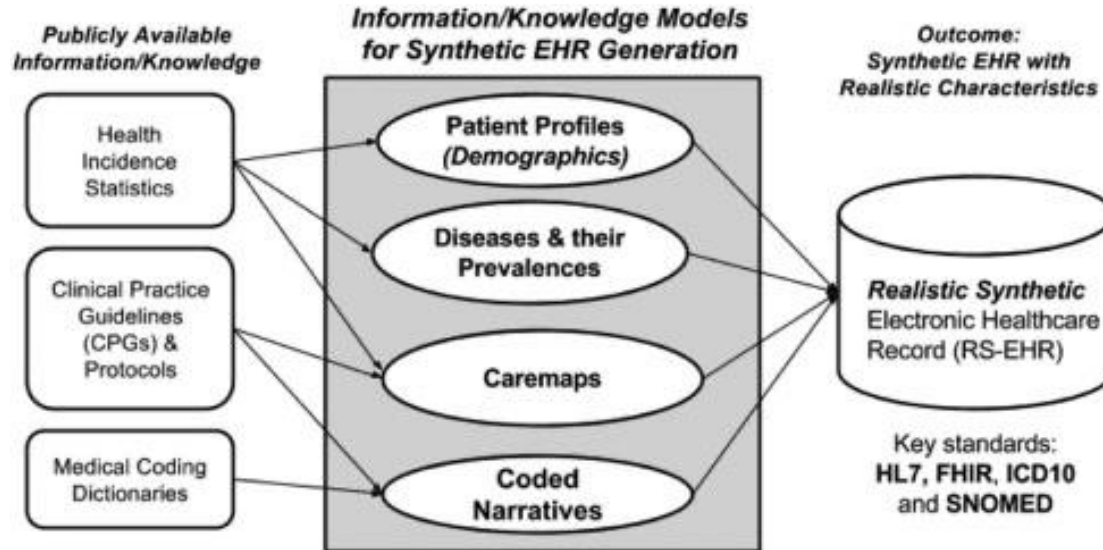 Publicly Available
Information/Knowledge
Health
Incidence
Statistics
Clinical Practice
Guidelines
(CPGs) &
Protocols
Medical Coding
Dictionaries
Information/Knowledge Models
for Synthetic EHR Generation
Patient Profiles
(Demographics)
Diseases & their
Prevalences
Caremaps
Coded
Narratives
Outcome:
Synthetic EHR with
Realistic Characteristics
Realistic Synthetic
Electronic Healthcare
Record (RS-EHR)
Key standards:
HL7, FHIR, ICD10
and SNOMED